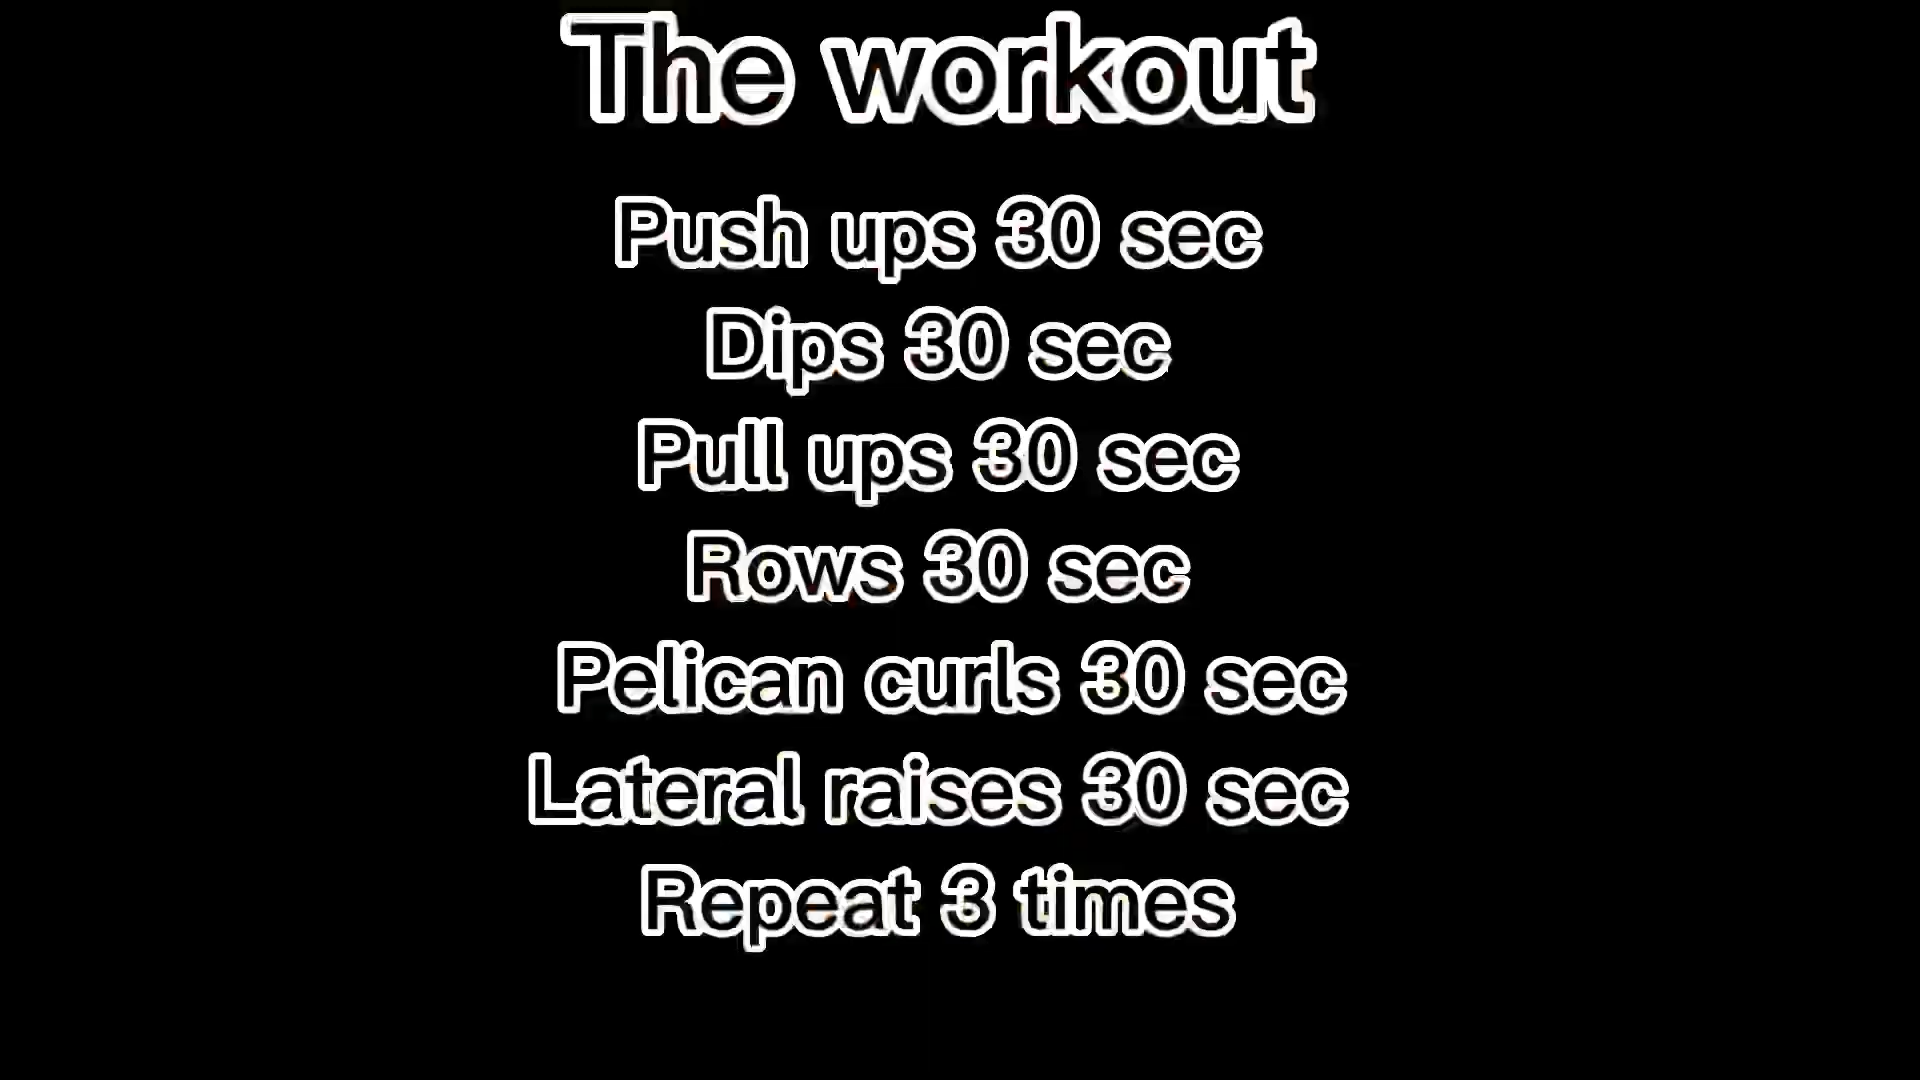 The workout
Push ups 30 sec
Dips 30 sec
Pull ups 30 sec
Rows 30 sec
Pelican curls 30 sec
Lateral raises 30 sec
Repeat 3 times